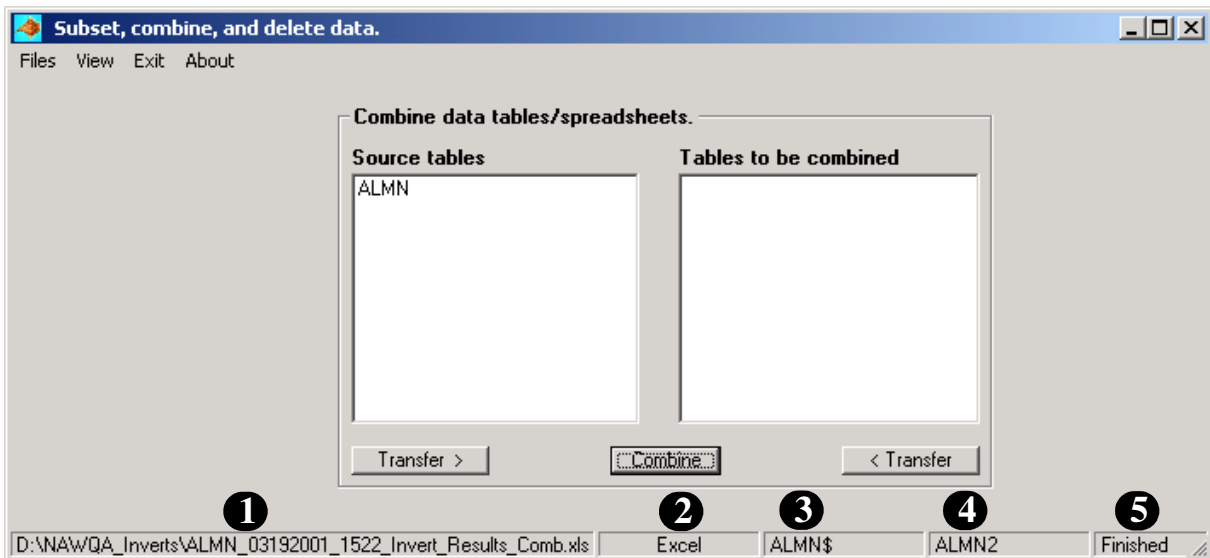 Subset, combine, and delete data.
Files View Exit About
Combine data tables/spreadsheets.
Source tables Tables to be combined
ALMN
Transfer > Combine < Transfer
1 2 3 4 5
D:\NAWQA_Inverts\ALMN_03192001_1522_Invert_Results_Comb.xls Excel ALMN$ ALMN2 Finished